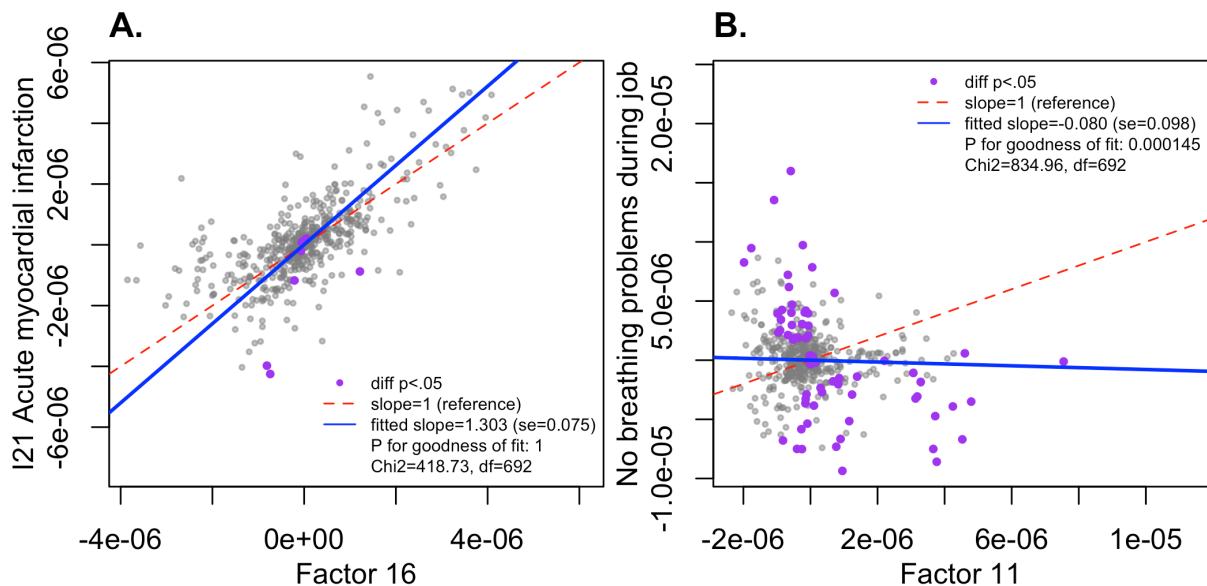 A.
I21 Acute myocardial infarction
6e-06
2e-06
-2e-06
-6e-06
diff p<.05
slope=1 (reference)
fitted slope=1.303 (se=0.075)
P for goodness of fit: 1
Chi2=418.73, df=692
-4e-06 0e+00 4e-06
Factor 16
B.
No breathing problems during job
2.0e-05
5.0e-06
-1.0e-05
diff p<.05
slope=1 (reference)
fitted slope=-0.080 (se=0.098)
P for goodness of fit: 0.000145
Chi2=834.96, df=692
-2e-06 2e-06 6e-06 1e-05
Factor 11